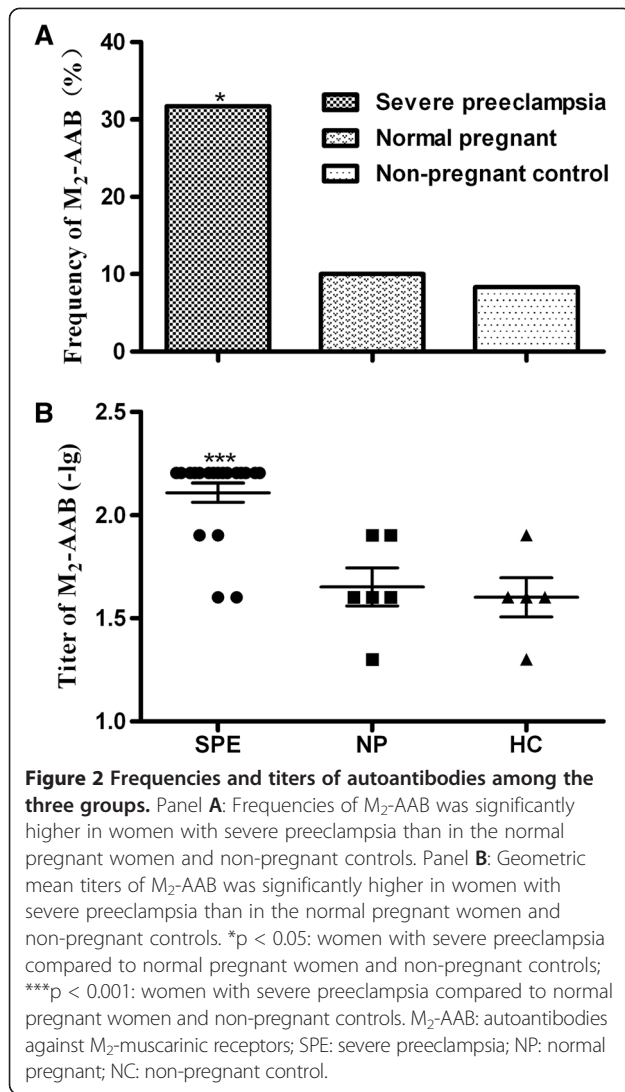 A
Frequency of M2-AAB (%)
40
30
20
10
0
*
Severe preeclampsia
Normal pregnant
Non-pregnant control
B
Titer of M2-AAB (-lg)
2.5
2.0
1.5
1.0
***
SPE NP HC
Figure 2 Frequencies and titers of autoantibodies among the
three groups. Panel A: Frequencies of M2-AAB was significantly
higher in women with severe preeclampsia than in the normal
pregnant women and non-pregnant controls. Panel B: Geometric
mean titers of M2-AAB was significantly higher in women with
severe preeclampsia than in the normal pregnant women and
non-pregnant controls. *p < 0.05: women with severe preeclampsia
compared to normal pregnant women and non-pregnant controls;
***p < 0.001: women with severe preeclampsia compared to normal
pregnant women and non-pregnant controls. M2-AAB: autoantibodies
against M2-muscarinic receptors; SPE: severe preeclampsia; NP: normal
pregnant; NC: non-pregnant control.